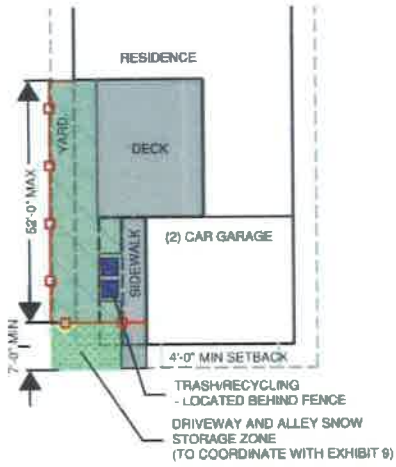 RESIDENCE
YARD
DECK
52'-0" MAX
SIDEWALK
(2) CAR GARAGE
7'-0" MIN
4'-0" MIN SETBACK
TRASH/RECYCLING
- LOCATED BEHIND FENCE
DRIVEWAY AND ALLEY SNOW
STORAGE ZONE
(TO COORDINATE WITH EXHIBIT 9)